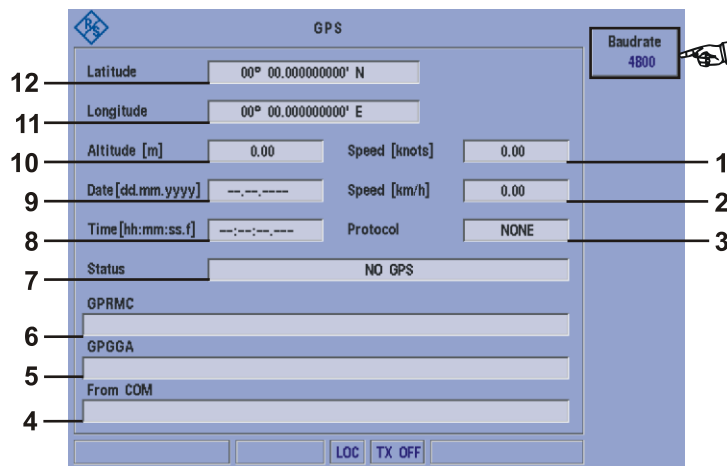 R&S
GPS
Baudrate
4800
12
Latitude
00° 00.000000000' N
11
Longitude
00° 00.000000000' E
10
Altitude [m]
0.00
Speed [knots]
0.00
1
9
Date[dd.mm.yyyy]
--.--.----
Speed [km/h]
0.00
2
8
Time[hh:mm:ss.f]
--:--:--.---
Protocol
NONE
3
7
Status
NO GPS
6
GPRMC
5
GPGGA
4
From COM
LOC
TX OFF